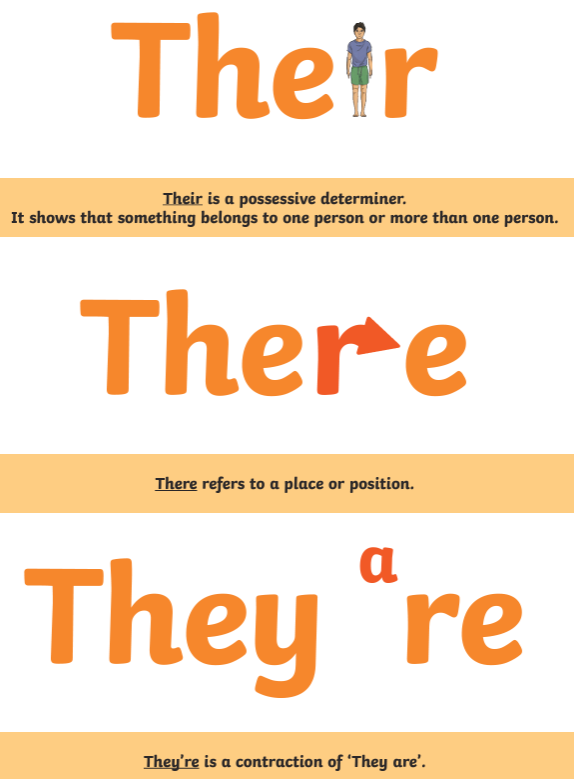 Their
Their is a possessive determiner.
It shows that something belongs to one person or more than one person.
There
There refers to a place or position.
They are
They're is a contraction of ‘They are’.